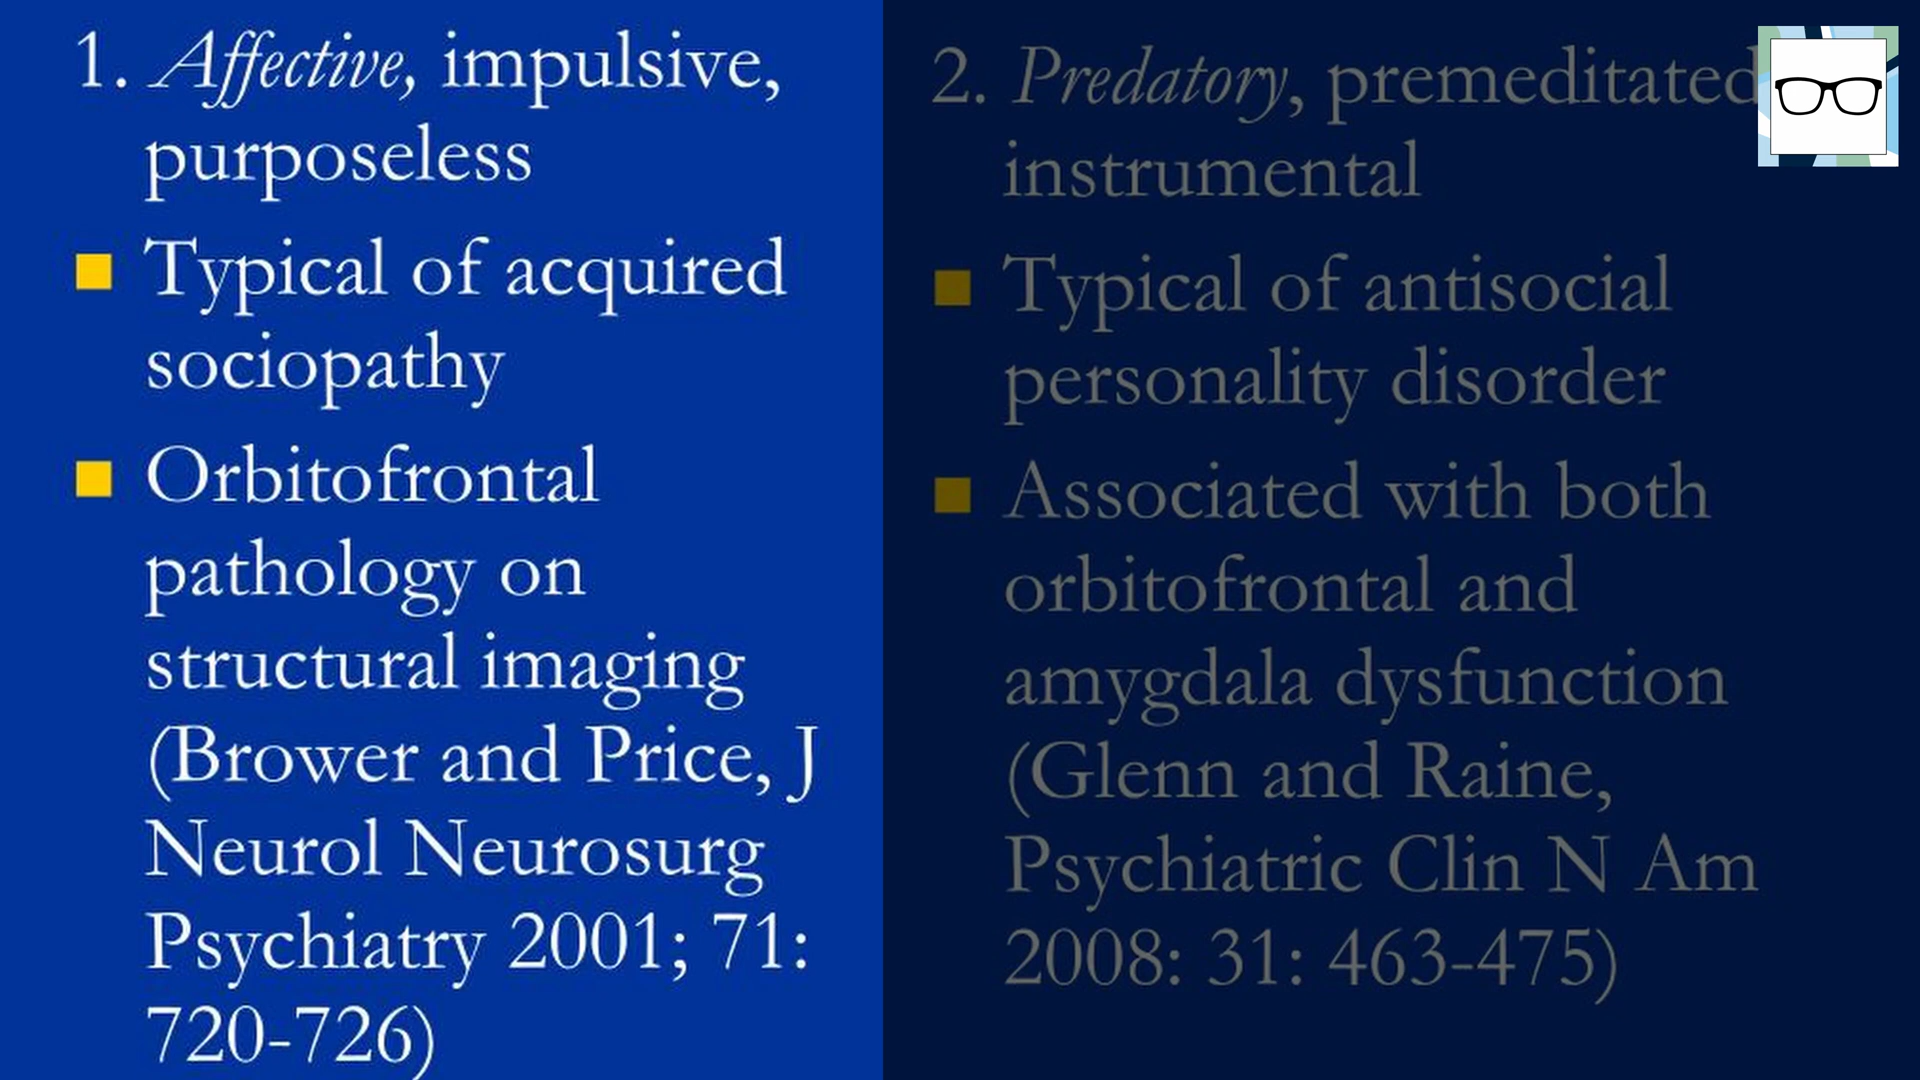 1. Affective, impulsive,
purposeless
Typical of acquired
sociopathy
Orbitofrontal
pathology on
structural imaging
(Brower and Price, J
Neurol Neurosurg
Psychiatry 2001; 71:
720-726)
2. Predatory, premeditated
instrumental
Typical of antisocial
personality disorder
Associated with both
orbitofrontal and
amygdala dysfunction
(Glenn and Raine,
Psychiatric Clin N Am
2008: 31: 463-475)